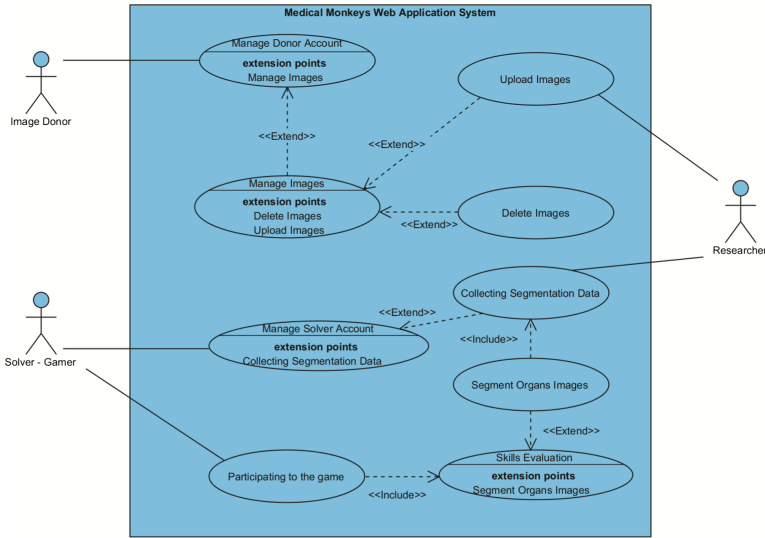 Medical Monkeys Web Application System
Manage Donor Account
extension points
Manage Images
Upload Images
Image Donor
<<Extend>>
<<Extend>>
Manage Images
extension points
Delete Images
Upload Images
Delete Images
<<Extend>>
Researcher
Collecting Segmentation Data
<<Extend>>
Manage Solver Account
extension points
Collecting Segmentation Data
<<Include>>
Solver - Gamer
Segment Organs Images
<<Extend>>
Skills Evaluation
extension points
Segment Organs Images
Participating to the game
<<Include>>